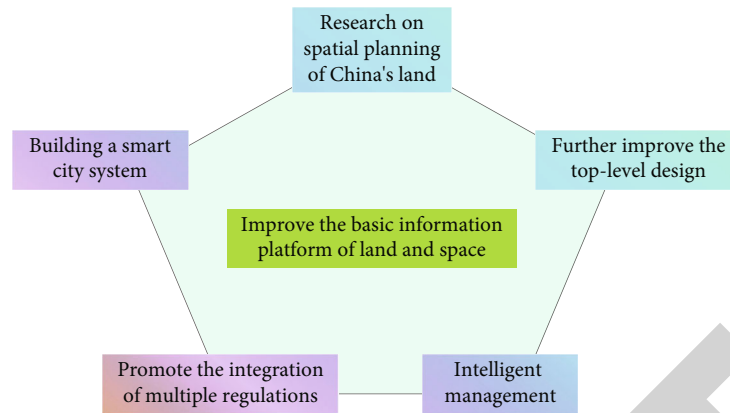 Research on
spatial planning
of China's land
Building a smart
city system
Further improve the
top-level design
Improve the basic information
platform of land and space
Promote the integration
of multiple regulations
Intelligent
management